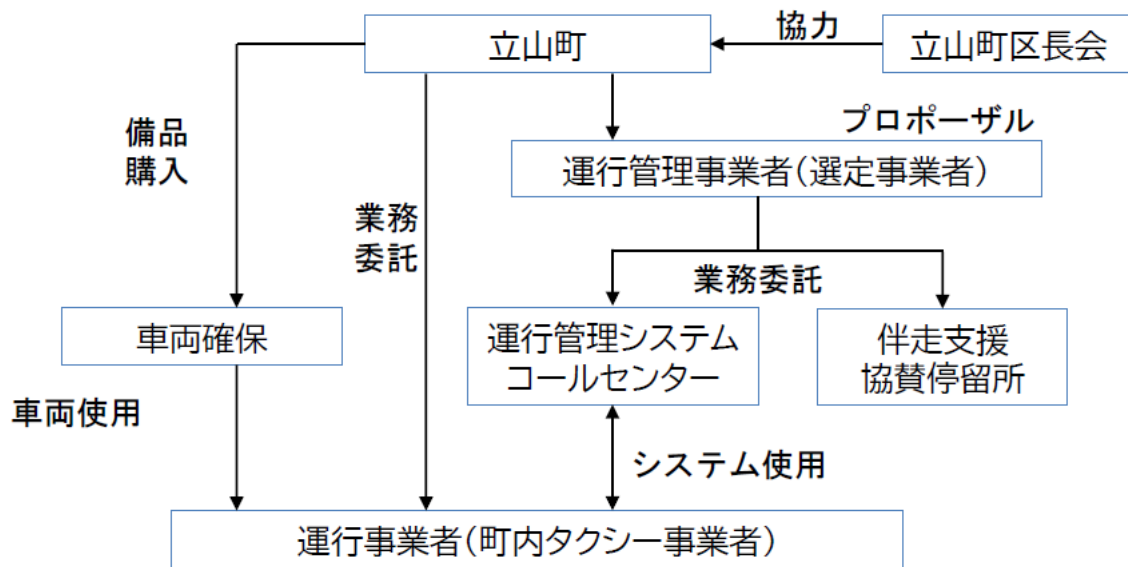 協力
立山町
立山町区長会
備品
購入
プロポーザル
運行管理事業者(選定事業者)
業務
委託
業務委託
車両確保
運行管理システム
コールセンター
伴走支援
協賛停留所
車両使用
システム使用
運行事業者(町内タクシー事業者)